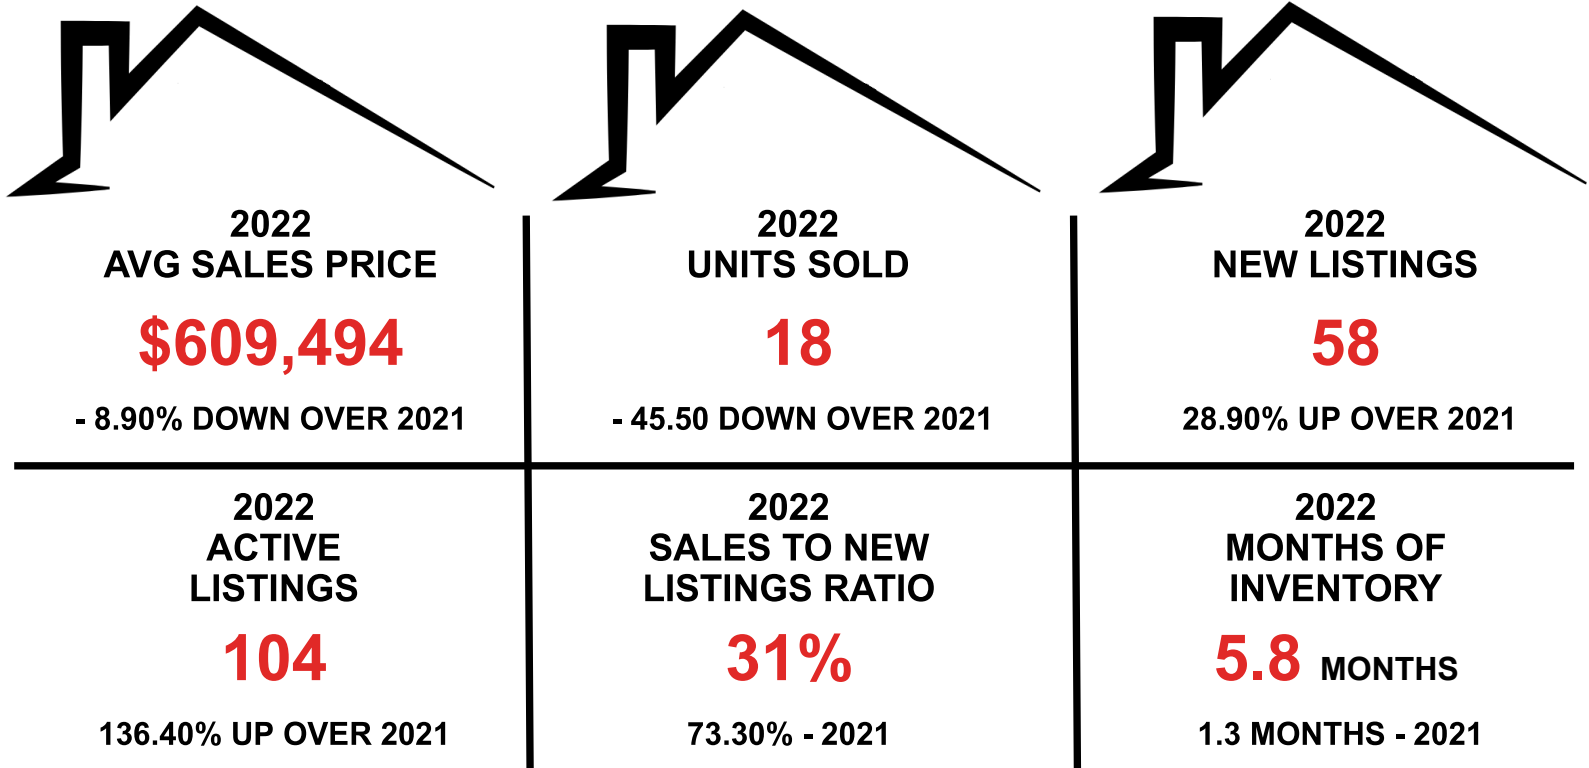 2022
AVG SALES PRICE
$609,494
- 8.90% DOWN OVER 2021
2022
UNITS SOLD
18
- 45.50 DOWN OVER 2021
2022
NEW LISTINGS
58
28.90% UP OVER 2021
2022
ACTIVE
LISTINGS
104
136.40% UP OVER 2021
2022
SALES TO NEW
LISTINGS RATIO
31%
73.30% - 2021
2022
MONTHS OF
INVENTORY
5.8 MONTHS
1.3 MONTHS - 2021